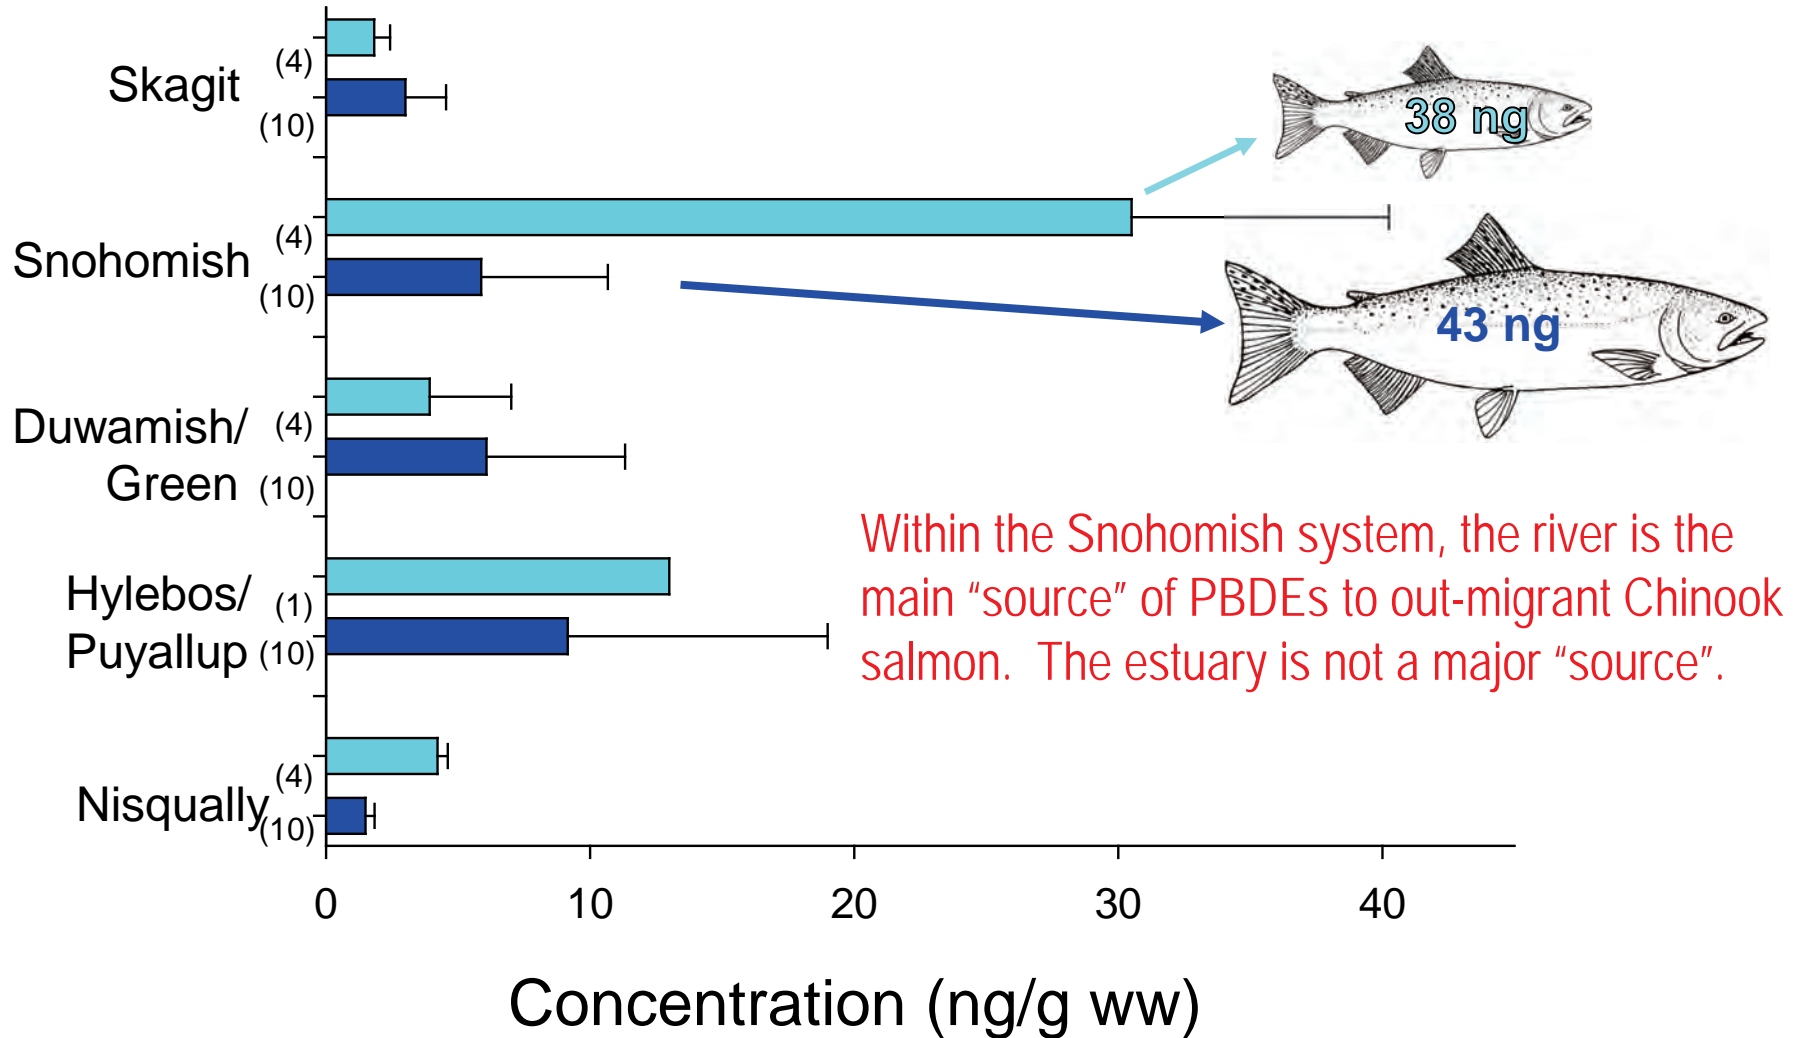 Skagit
(4)
(10)
38 ng
Snohomish
(4)
(10)
43 ng
Duwamish/
Green
(4)
(10)
Hylebos/
Puyallup
(1)
(10)
Within the Snohomish system, the river is the
main “source” of PBDEs to out-migrant Chinook
salmon. The estuary is not a major “source”.
Nisqually
(4)
(10)
0 10 20 30 40
Concentration (ng/g ww)